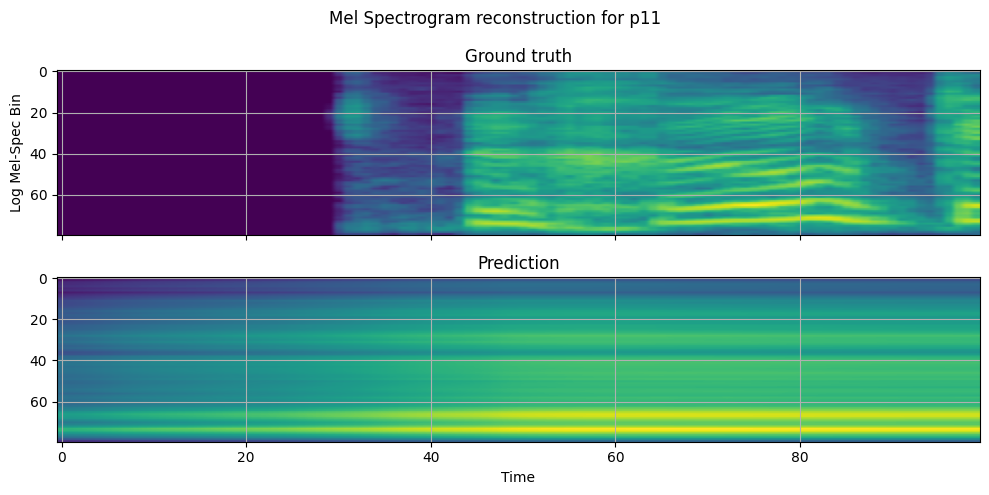 Mel Spectrogram reconstruction for p11
Ground truth
0
20
40
60
Log Mel-Spec Bin
Prediction
0
20
40
60
0 20 40 60 80
Time